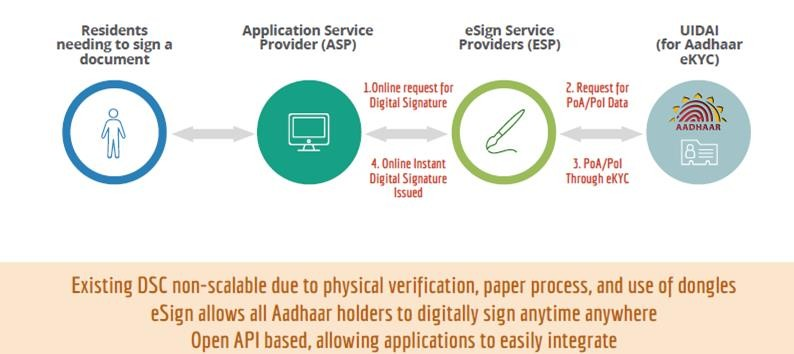 Residents
needing to sign a
document
Application Service
Provider (ASP)
eSign Service
Providers (ESP)
UIDAI
(for Aadhaar
eKYC)
1.Online request for
Digital Signature
2. Request for
PoA/PoI Data
AADHAAR
4. Online Instant
Digital Signature
Issued
3. PoA/PoI
Through eKYC
Existing DSC non-scalable due to physical verification, paper process, and use of dongles
eSign allows all Aadhaar holders to digitally sign anytime anywhere
Open API based, allowing applications to easily integrate